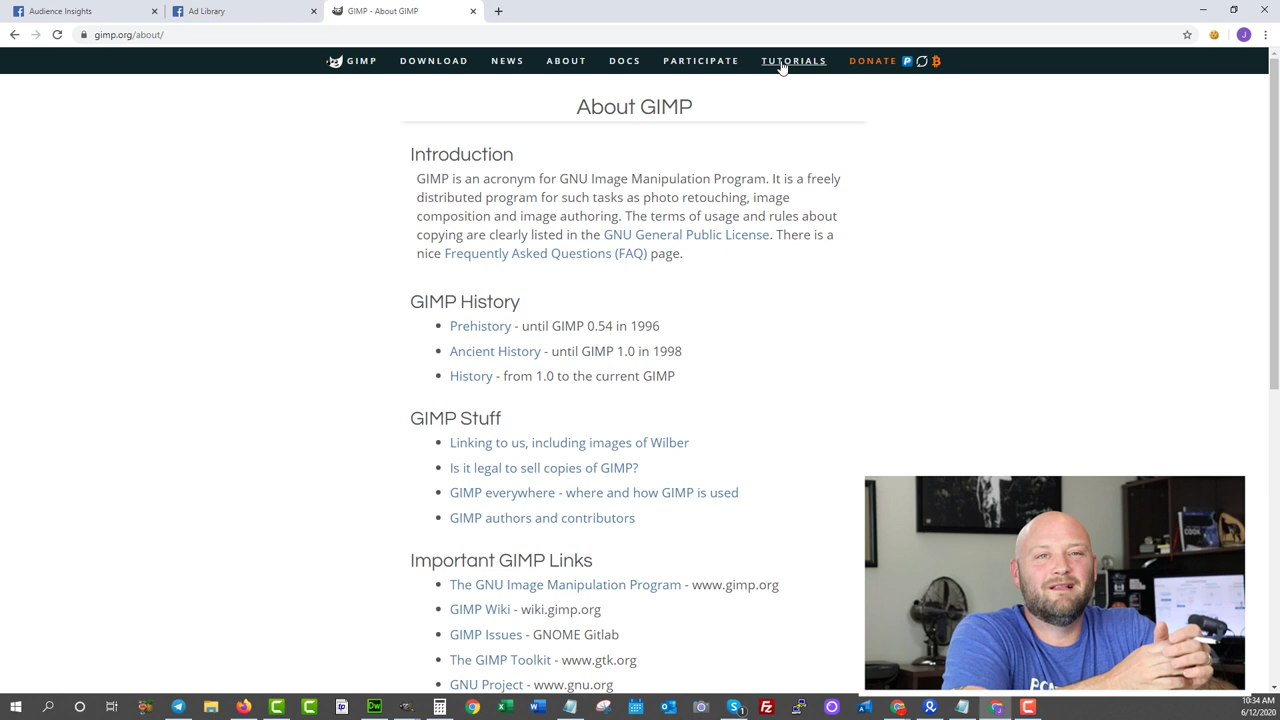 Audience Insights
Ad Library
GIMP - About GIMP
gimp.org/about/
J
GIMP DOWNLOAD NEWS ABOUT DOCS PARTICIPATE TUTORIALS DONATE
About GIMP
Introduction
GIMP is an acronym for GNU Image Manipulation Program. It is a freely
distributed program for such tasks as photo retouching, image
composition and image authoring. The terms of usage and rules about
copying are clearly listed in the GNU General Public License. There is a
nice Frequently Asked Questions (FAQ) page.
GIMP History
Prehistory - until GIMP 0.54 in 1996
Ancient History - until GIMP 1.0 in 1998
History - from 1.0 to the current GIMP
GIMP Stuff
Linking to us, including images of Wilber
Is it legal to sell copies of GIMP?
GIMP everywhere - where and how GIMP is used
GIMP authors and contributors
Important GIMP Links
The GNU Image Manipulation Program - www.gimp.org
GIMP Wiki - wiki.gimp.org
GIMP Issues - GNOME Gitlab
The GIMP Toolkit - www.gtk.org
GNU Project - www.gnu.org
COOK
10:34 AM
6/12/2020